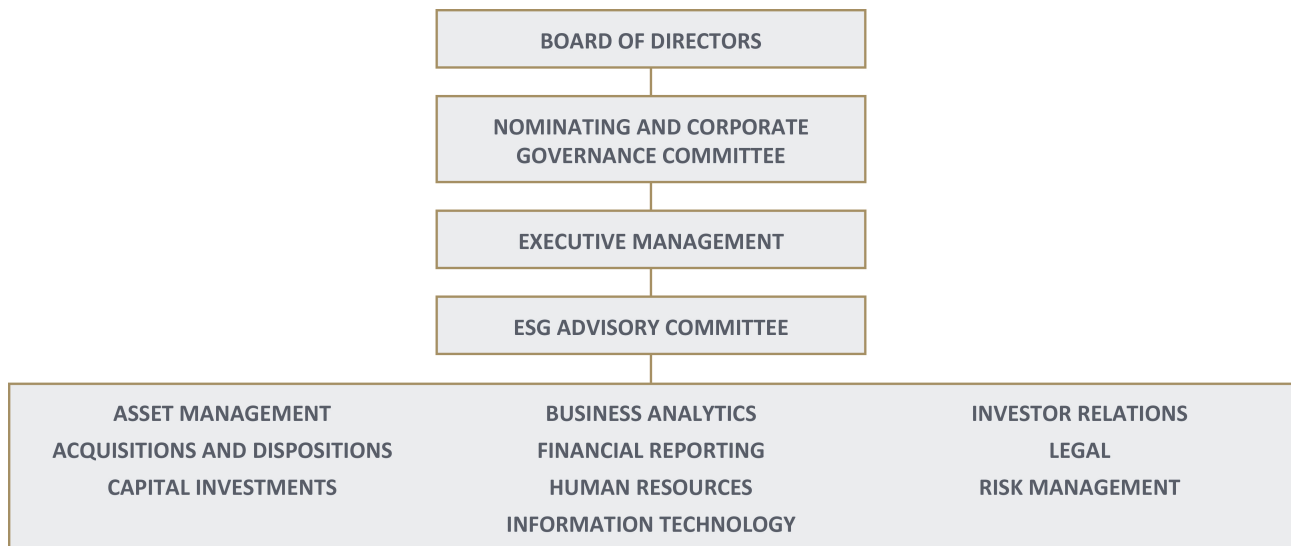 BOARD OF DIRECTORS
NOMINATING AND CORPORATE
GOVERNANCE COMMITTEE
EXECUTIVE MANAGEMENT
ESG ADVISORY COMMITTEE
ASSET MANAGEMENT
ACQUISITIONS AND DISPOSITIONS
CAPITAL INVESTMENTS
BUSINESS ANALYTICS
FINANCIAL REPORTING
HUMAN RESOURCES
INFORMATION TECHNOLOGY
INVESTOR RELATIONS
LEGAL
RISK MANAGEMENT